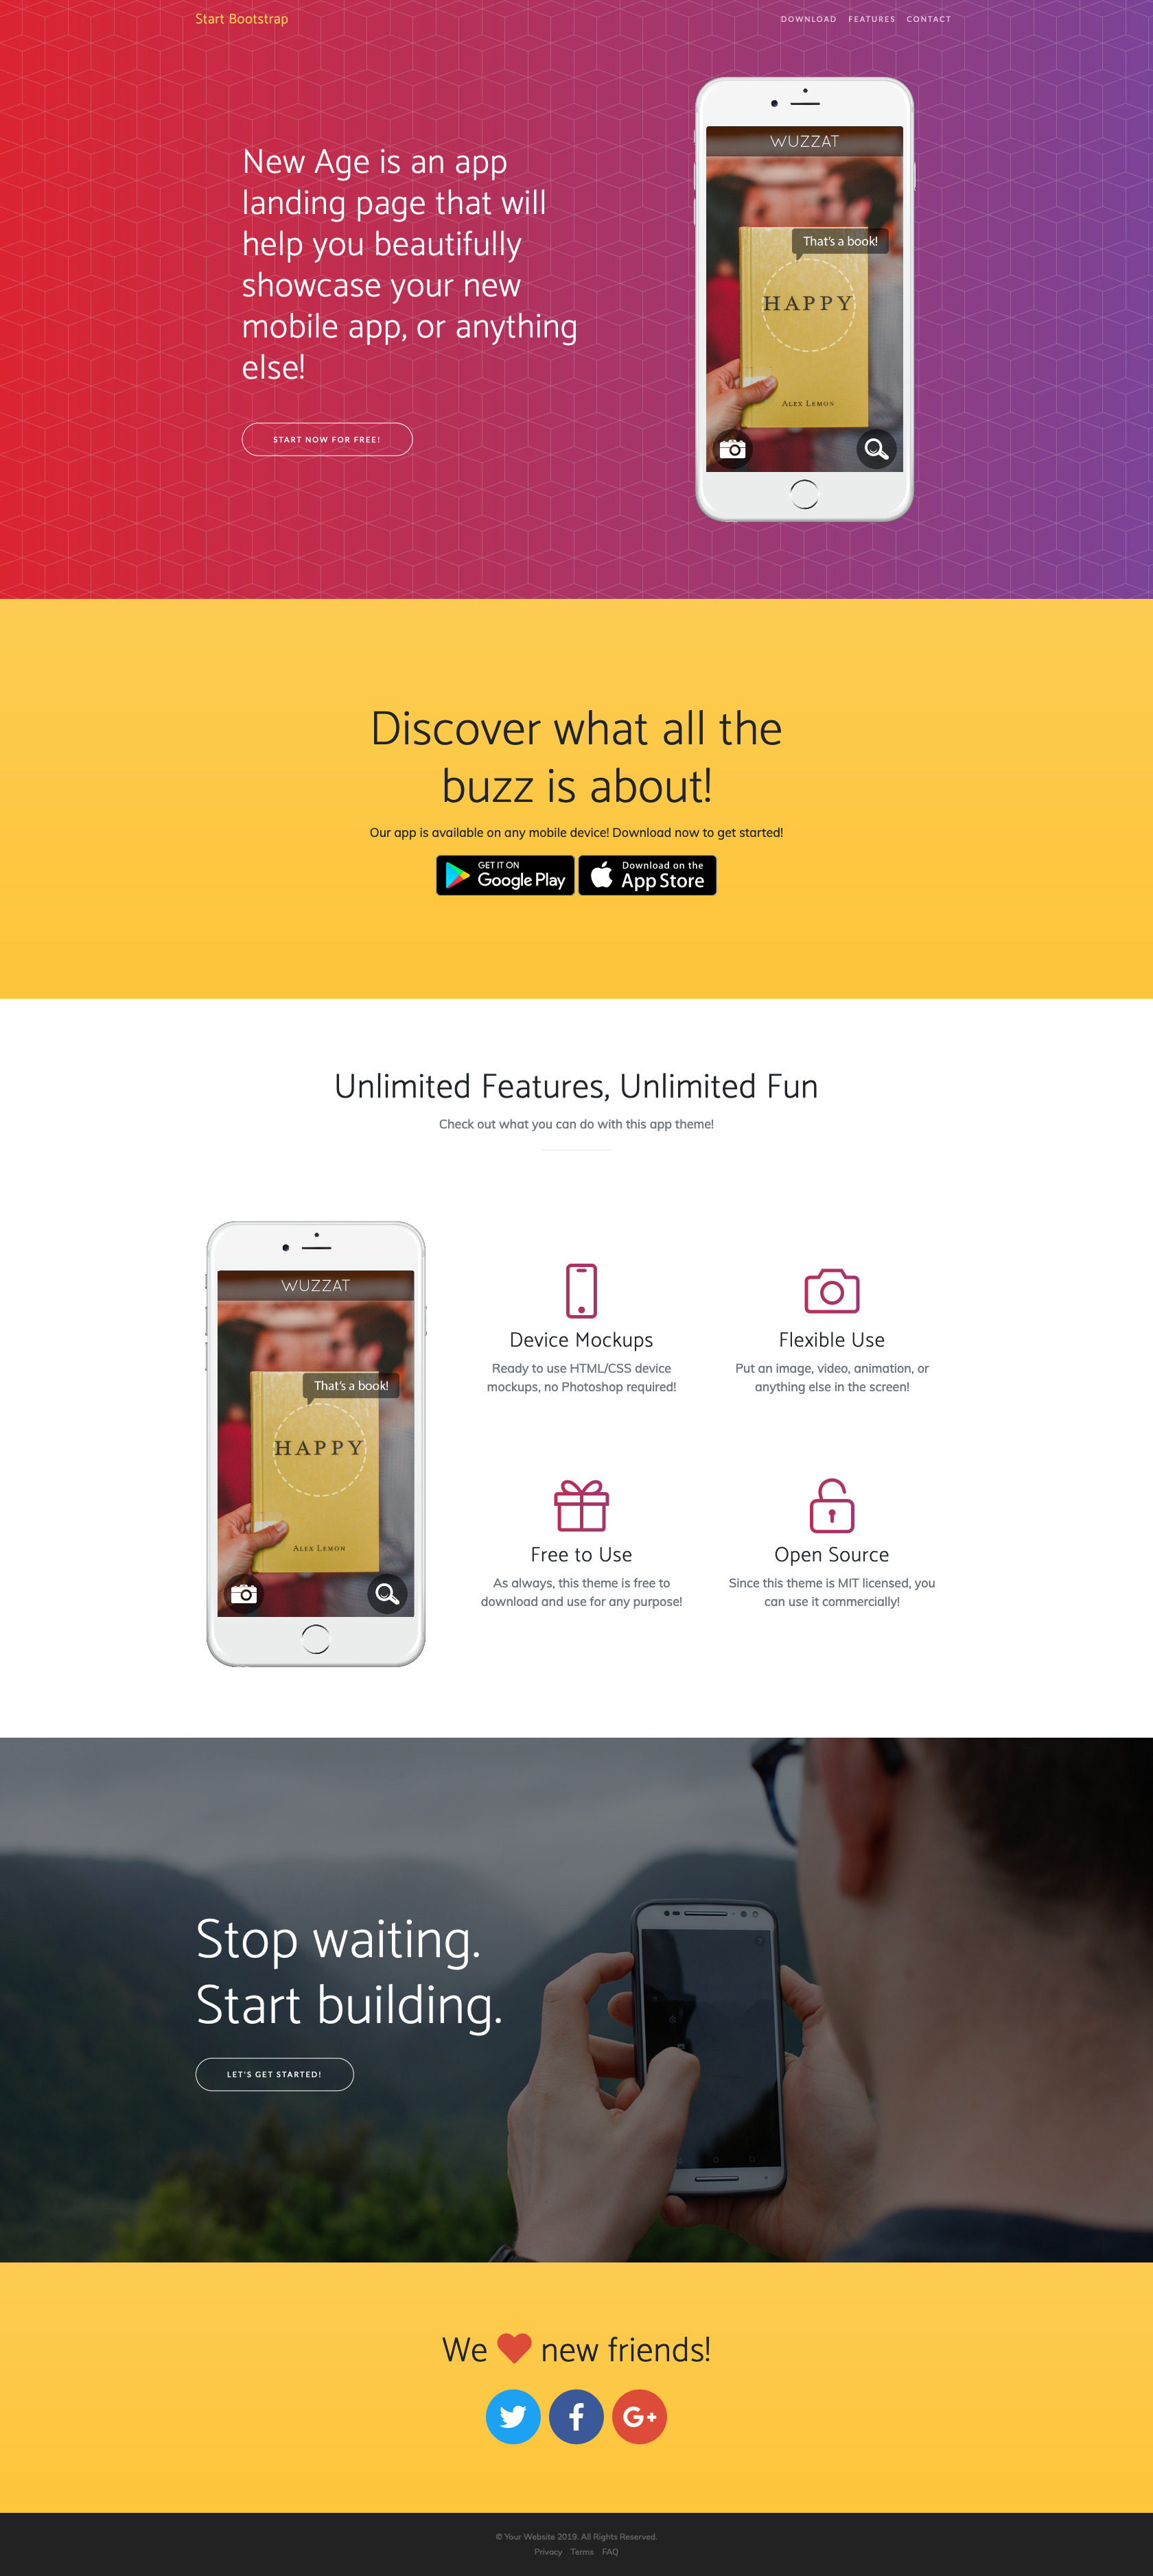 Start Bootstrap
DOWNLOAD FEATURES CONTACT
New Age is an app
landing page that will
help you beautifully
showcase your new
mobile app, or anything
else!
START NOW FOR FREE!
WUZZAT
That's a book!
HAPPY
ALEX LEMON
Discover what all the
buzz is about!
Our app is available on any mobile device! Download now to get started!
GET IT ON
Google Play
Download on the
App Store
Unlimited Features, Unlimited Fun
Check out what you can do with this app theme!
WUZZAT
That's a book!
HAPPY
ALEX LEMON
Device Mockups
Ready to use HTML/CSS device
mockups, no Photoshop required!
Flexible Use
Put an image, video, animation, or
anything else in the screen!
Free to Use
As always, this theme is free to
download and use for any purpose!
Open Source
Since this theme is MIT licensed, you
can use it commercially!
Stop waiting.
Start building.
LET'S GET STARTED!
We new friends!
G+
© Your Website 2019. All Rights Reserved.
Privacy Terms FAQ